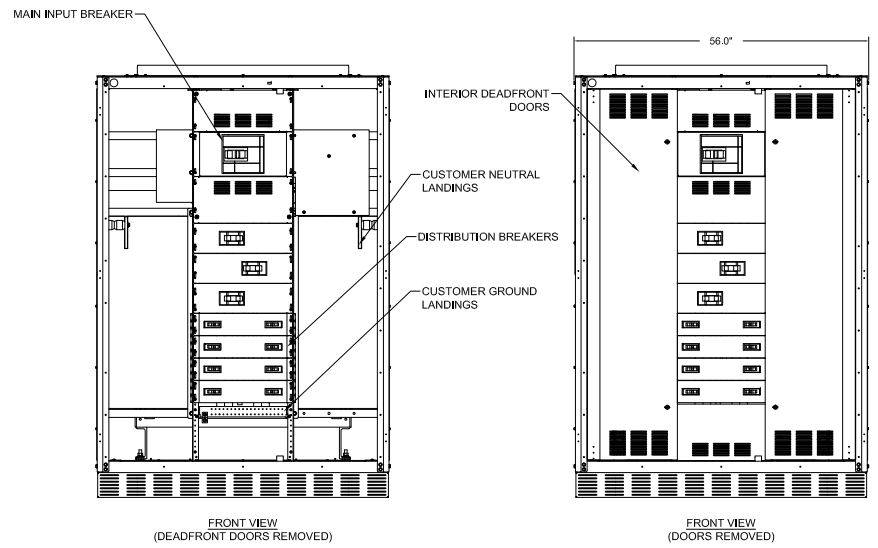 MAIN INPUT BREAKER
56.0"
INTERIOR DEADFRONT
DOORS
CUSTOMER NEUTRAL
LANDINGS
DISTRIBUTION BREAKERS
CUSTOMER GROUND
LANDINGS
FRONT VIEW
(DEADFRONT DOORS REMOVED)
FRONT VIEW
(DOORS REMOVED)